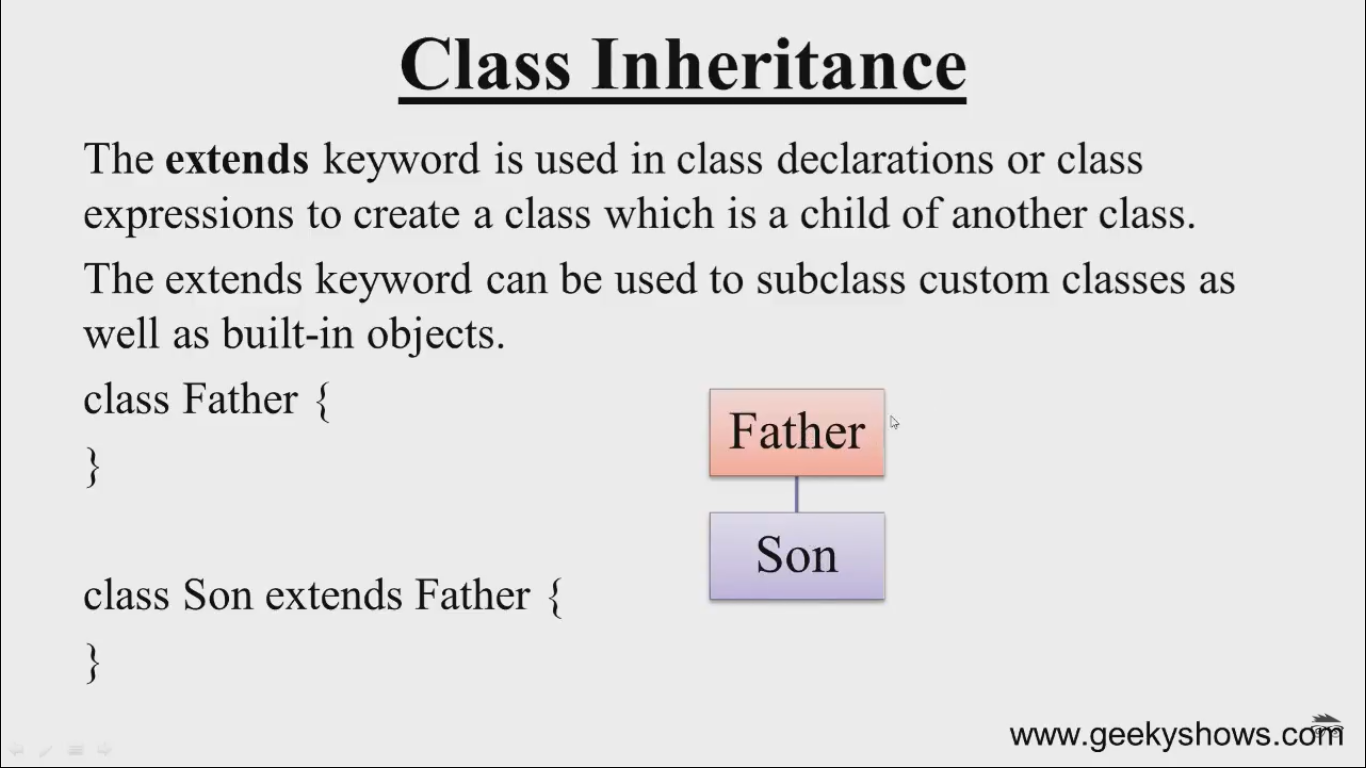 Class Inheritance
The extends keyword is used in class declarations or class
expressions to create a class which is a child of another class.
The extends keyword can be used to subclass custom classes as
well as built-in objects.
class Father {
}
class Son extends Father {
}
Father
Son
www.geekyshows.com